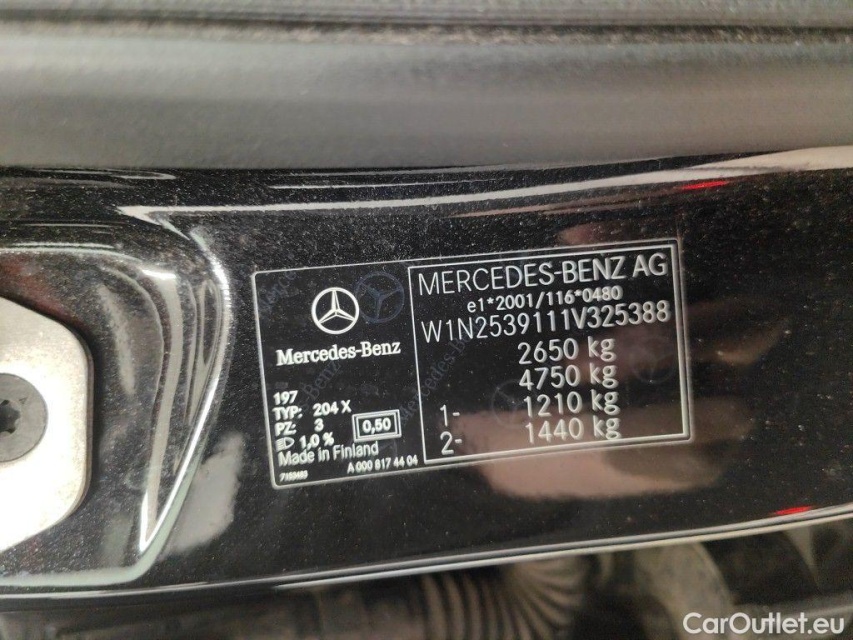 Mercedes-Benz
197
TYP: 204 X
PZ: 3
1,0 %
0,50
Made in Finland
A 000 817 44 04
MERCEDES-BENZ AG
e1*2001/116*0480
W1N2539111V325388
2650 kg
4750 kg
1- 1210 kg
2- 1440 kg
CarOutlet.eu